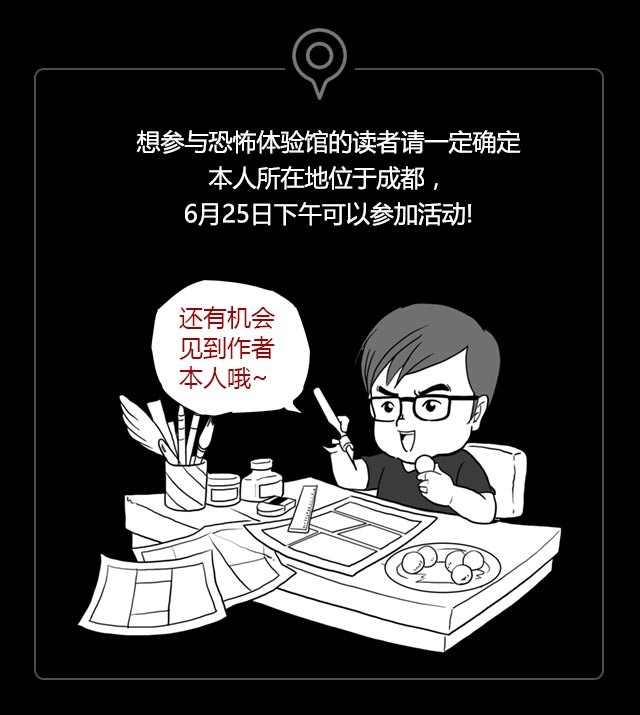 想参与恐怖体验馆的读者请一定确定
本人所在地位于成都，
6月25日下午可以参加活动!
还有机会
见到作者
本人哦~